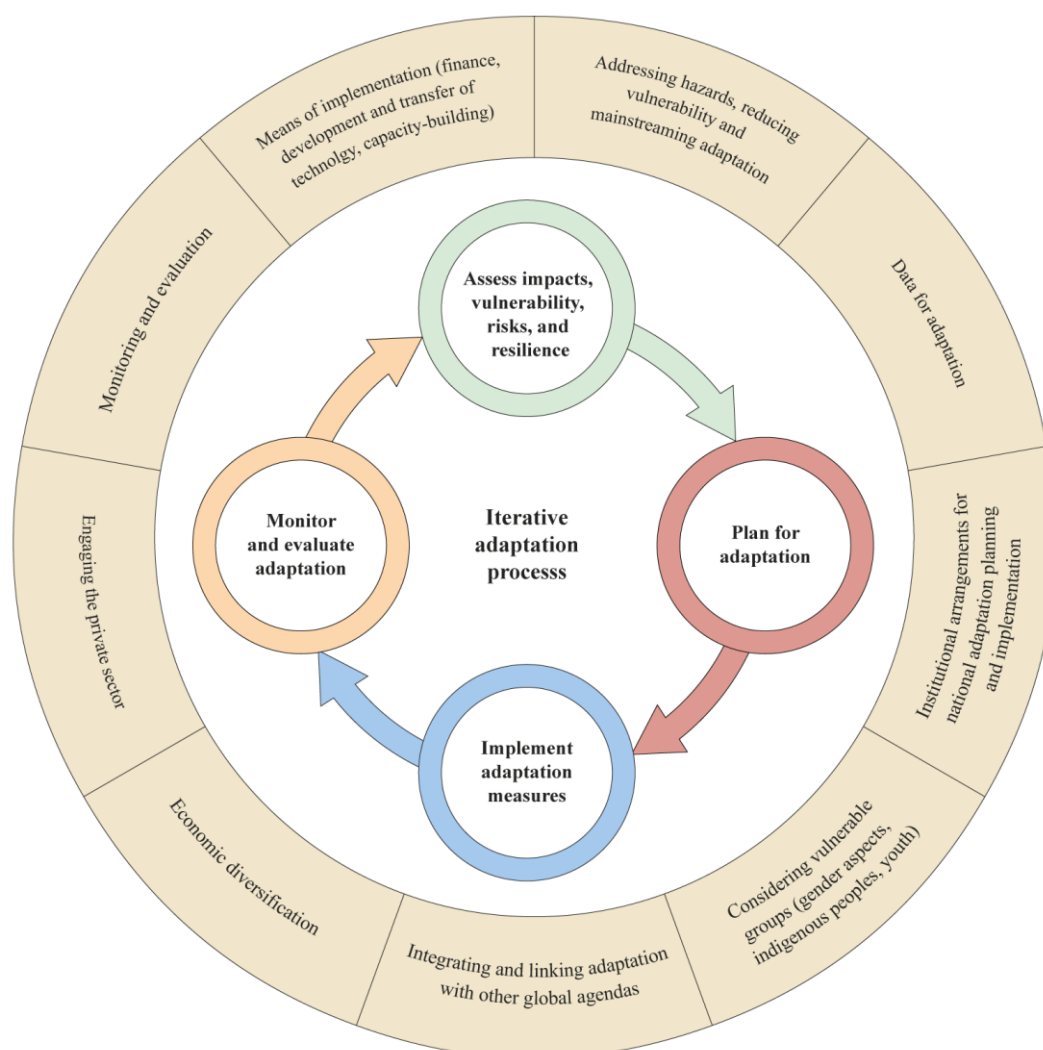 Means of implementation (finance,
development and transfer of
technolgy, capacity-building)
Addressing hazards, reducing
vulnerability and
mainstreaming adaptation
Data for adaptation
Institutional arrangements for
national adaptation planning
and implementation
Considering vulnerable
groups (gender aspects,
indigenous peoples, youth)
Integrating and linking adaptation
with other global agendas
Economic diversification
Engaging the private sector
Monitoring and evaluation
Assess impacts,
vulnerability,
risks, and
resilience
Plan for
adaptation
Implement
adaptation
measures
Monitor
and evaluate
adaptation
Iterative
adaptation
processs